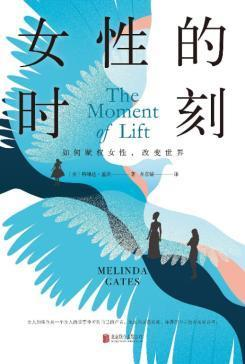 女性的
时刻
The
Moment
of Lift
如何赋权女性，改变世界
MELINDA
GATES